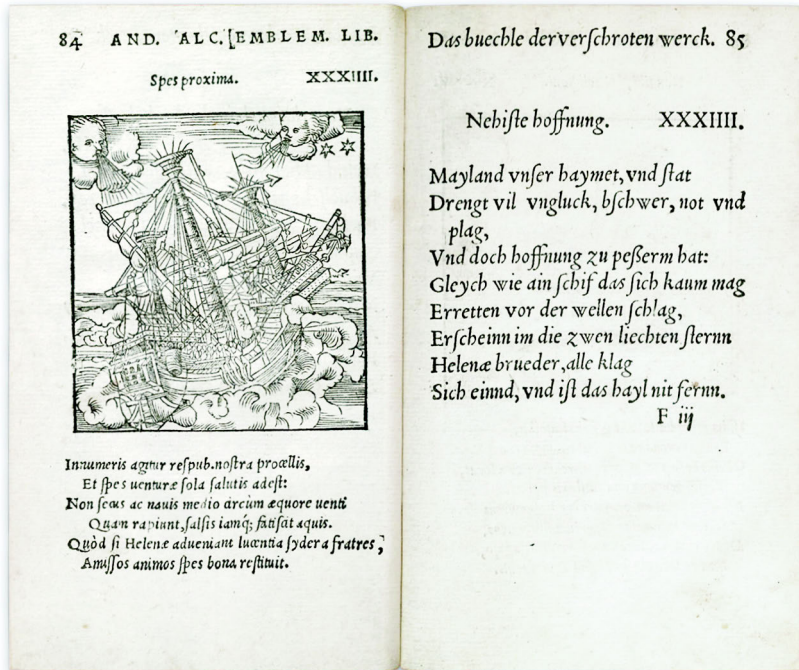 84 AND. ALC. EMBLEM. LIB.
Spes proxima. XXXIIII.
Innumeris agitur respub. nostra procellis,
Et spes uenturæ sola salutis adest:
Non secus ac nauis medio circum æquore uenti
Quam rapiunt, salsis iamq́; fatiscat aquis.
Quòd si Helenæ adueniant lucentia sydera fratres,
Amissos animos spes bona restituit.
Das buechle der verschroten werck. 85
Nehiste hoffnung. XXXIIII.
Mayland vnser haymet, vnd stat
Drengt vil vngluck, bschwer, not vnd
plag,
Vnd doch hoffnung zu peßerm hat:
Gleych wie ain schif das sich kaum mag
Erretten vor der wellen schlag,
Erscheinn im die zwen liechten sternn
Helenæ brueder, alle klag
Sich einnd, vnd ist das hayl nit fernn.
F iij